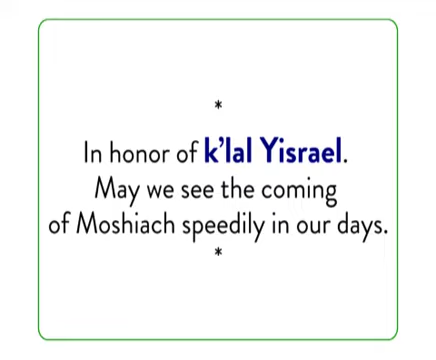 *
In honor of k'lal Yisrael.
May we see the coming
of Moshiach speedily in our days.
*